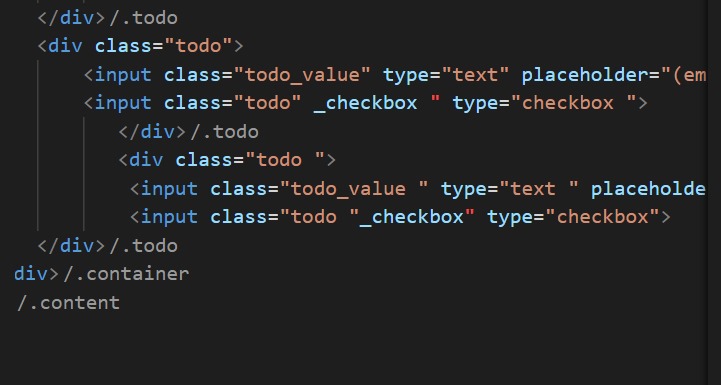 </div>/.todo
<div class="todo">
<input class="todo_value" type="text" placeholder="(em
<input class="todo" _checkbox " type="checkbox ">
</div>/.todo
<div class="todo ">
<input class="todo_value " type="text " placeholde
<input class="todo "_checkbox" type="checkbox">
</div>/.todo
div>/.container
/.content